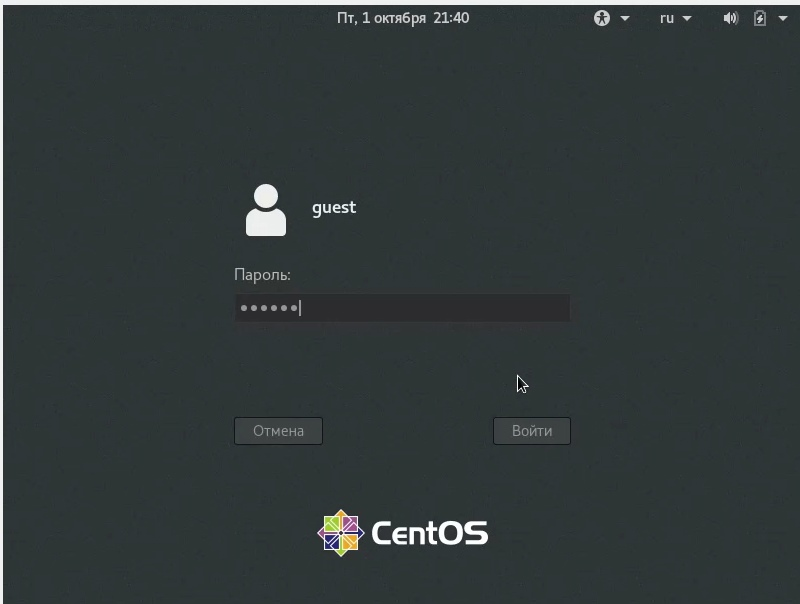 Пт, 1 октября 21:40
ru
guest
Пароль:
Отмена
Войти
CentOS